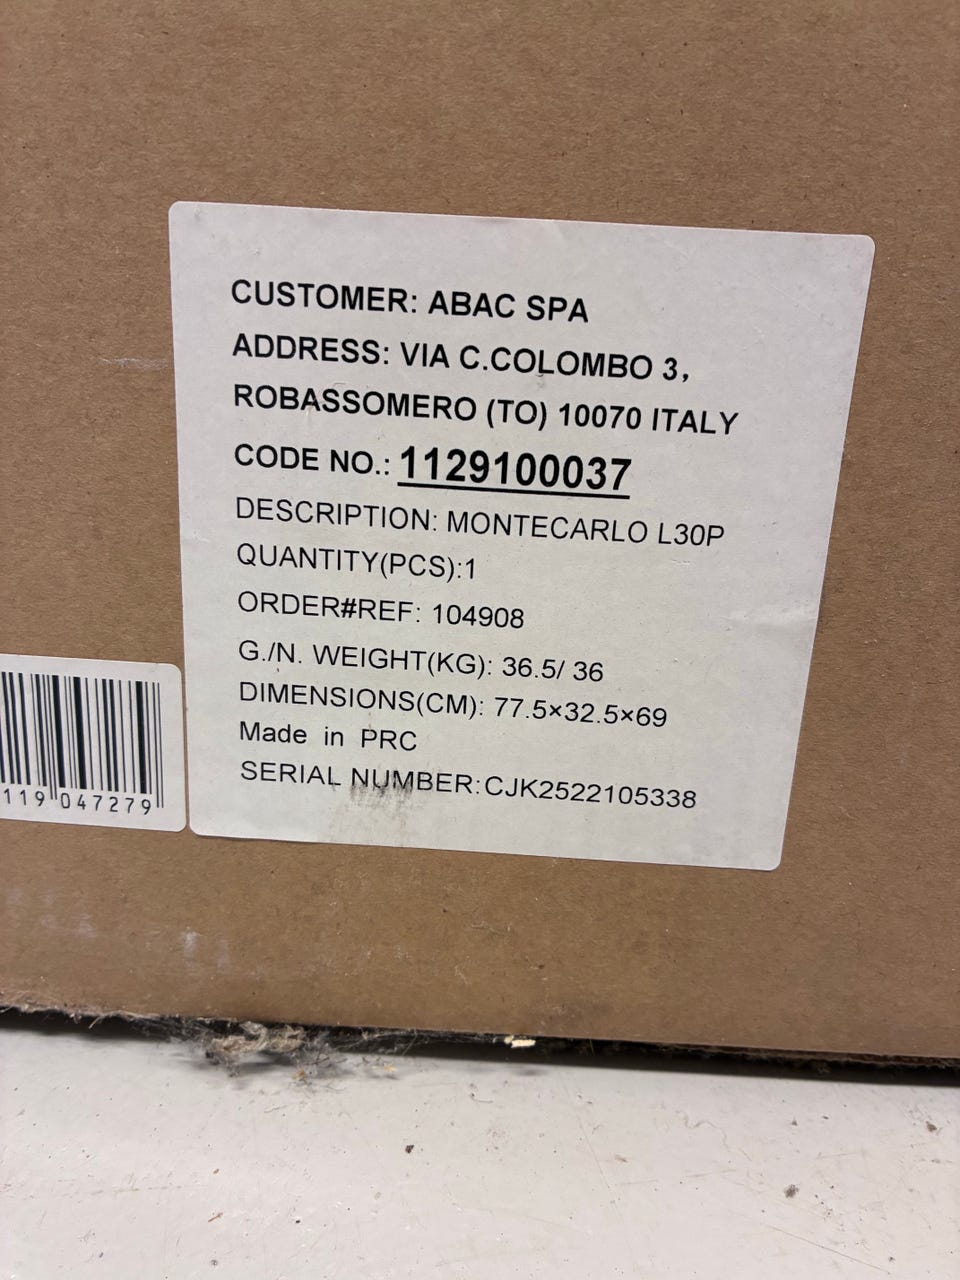 CUSTOMER: ABAC SPA
ADDRESS: VIA C.COLOMBO 3,
ROBASSOMERO (TO) 10070 ITALY
CODE NO.: 1129100037
DESCRIPTION: MONTECARLO L30P
QUANTITY(PCS):1
ORDER#REF: 104908
G./N. WEIGHT(KG): 36.5/ 36
DIMENSIONS(CM): 77.5×32.5×69
Made in PRC
SERIAL NUMBER:CJK2522105338
119 047279